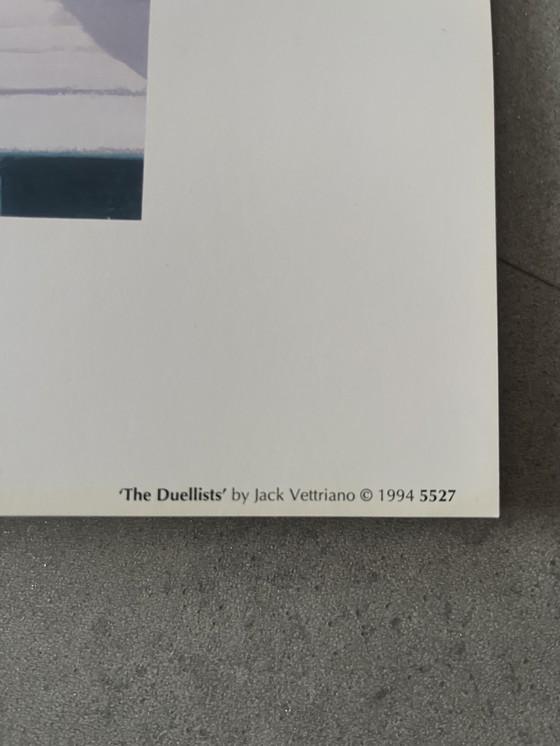 ‘The Duellists’ by Jack Vettriano © 1994 5527